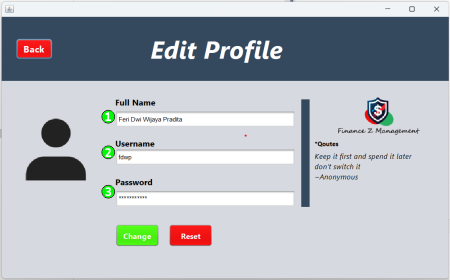 Back
Edit Profile
Full Name
1
Feri Dwi Wijaya Pradita
Username
2
fdwp
Password
3
***********
Change
Reset
$
Finance Z Management
"Qoutes
Keep it first and spend it later
don't switch it
~Anonymous